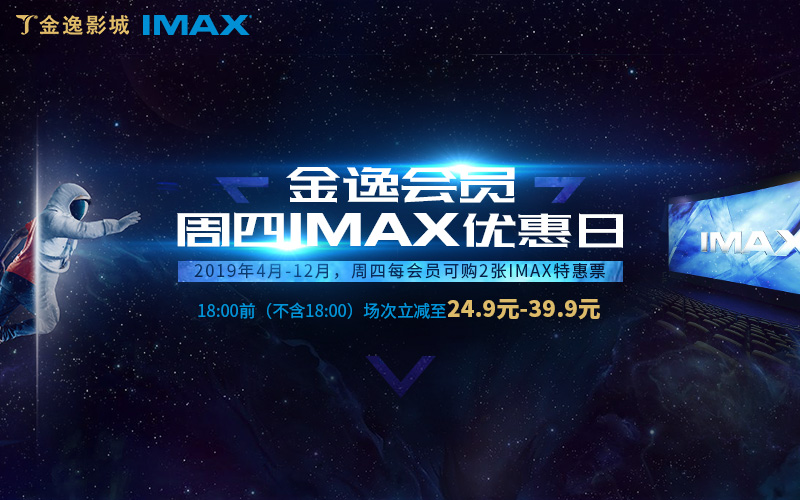 金逸影城 IMAX
金逸会员
周四IMAX优惠日
2019年4月-12月，周四每会员可购2张IMAX特惠票
18:00前（不含18:00）场次立减至24.9元-39.9元
IMAX